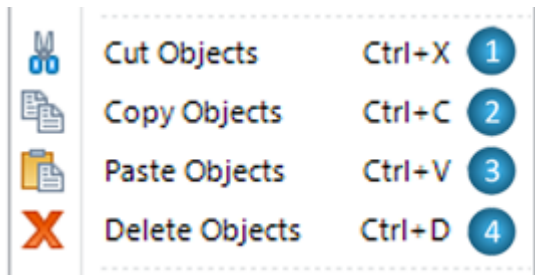 Cut Objects Ctrl+X 1
Copy Objects Ctrl+C 2
Paste Objects Ctrl+V 3
Delete Objects Ctrl+D 4